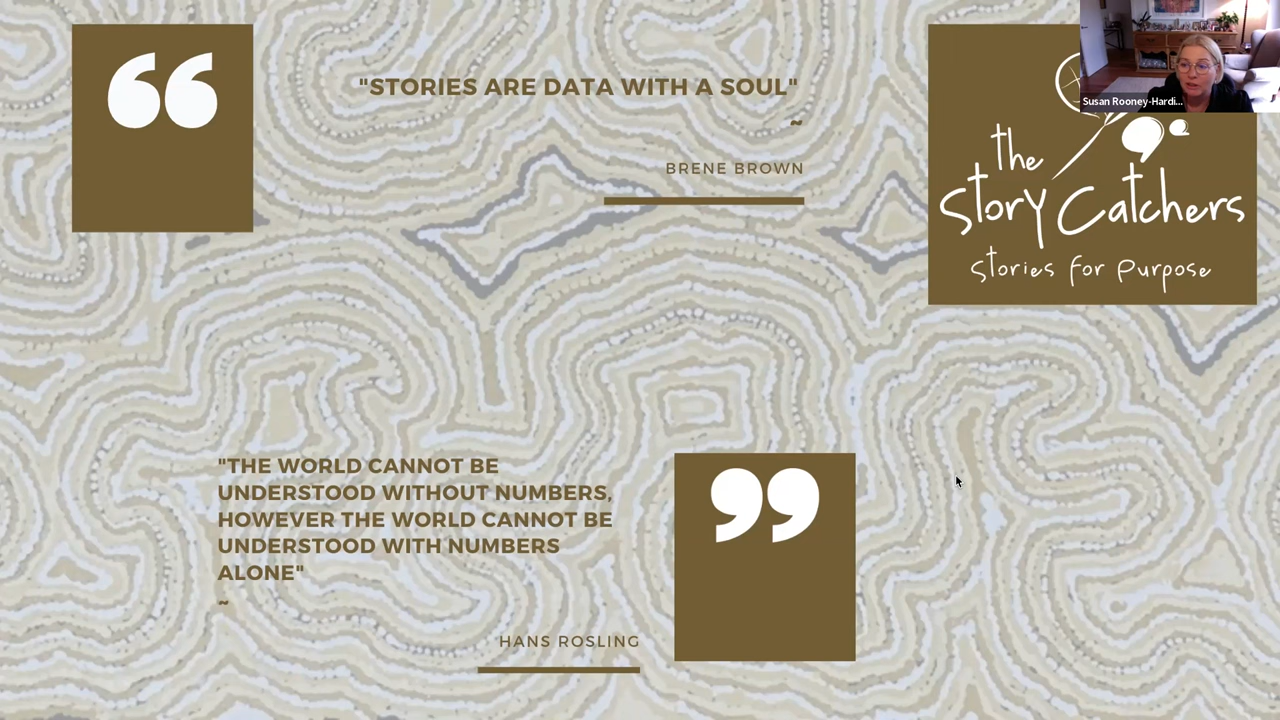 "STORIES ARE DATA WITH A SOUL"
~
BRENE BROWN
Susan Rooney-Hardi...
the
Story Catchers
Stories for Purpose
"THE WORLD CANNOT BE
UNDERSTOOD WITHOUT NUMBERS,
HOWEVER THE WORLD CANNOT BE
UNDERSTOOD WITH NUMBERS
ALONE"
~
HANS ROSLING